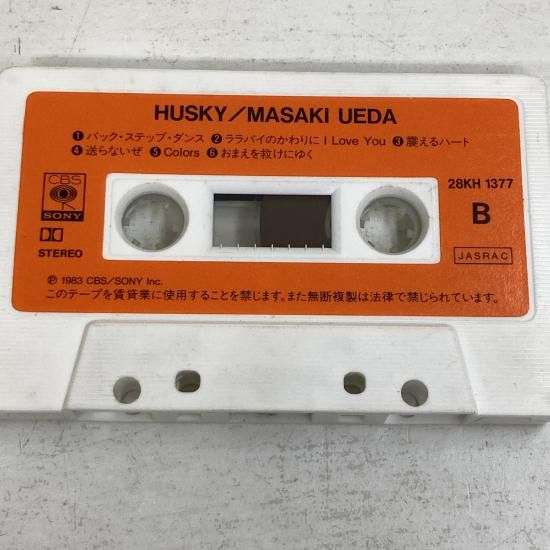 HUSKY/MASAKI UEDA
❶バック・ステップ・ダンス ❷ララバイのかわりに I Love You ❸震えるハート
❹送らないぜ ❺Colors ❻おまえを救けにゆく
CBS
SONY
STEREO
28KH 1377
B
JASRAC
Ⓟ 1983 CBS/SONY Inc.
このテープを賃貸業に使用することを禁じます。また無断複製は法律で禁じられています。